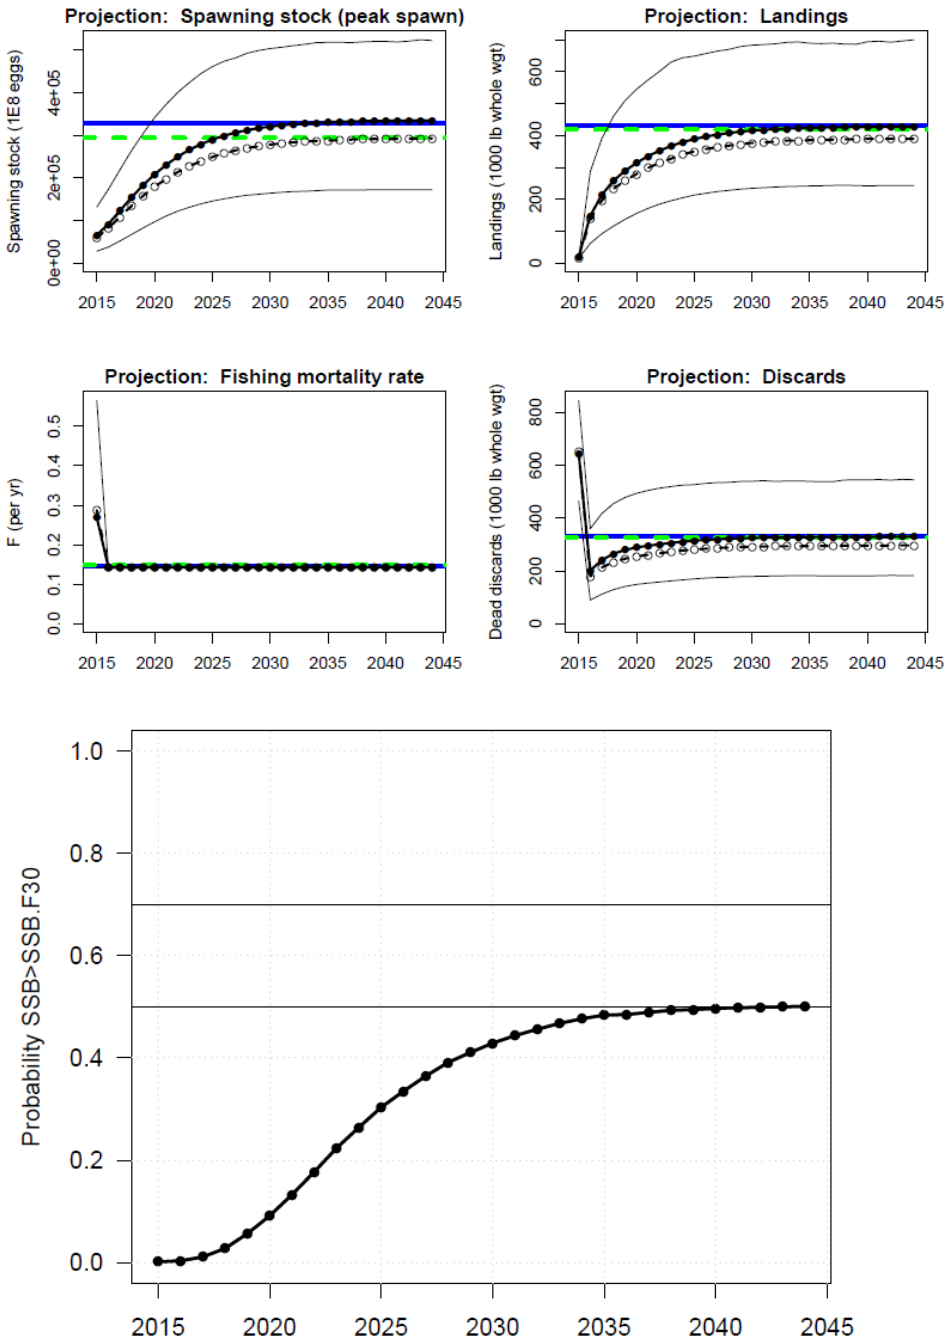 Projection: Spawning stock (peak spawn)
Spawning stock (1E8 eggs)
4e+05
2e+05
0e+00
2015 2020 2025 2030 2035 2040 2045
Projection: Landings
Landings (1000 lb whole wgt)
600
400
200
0
2015 2020 2025 2030 2035 2040 2045
Projection: Fishing mortality rate
F (per yr)
0.5
0.4
0.3
0.2
0.1
0.0
2015 2020 2025 2030 2035 2040 2045
Projection: Discards
Dead discards (1000 lb whole wgt)
800
600
400
200
0
2015 2020 2025 2030 2035 2040 2045
Probability SSB>SSB.F30
1.0
0.8
0.6
0.4
0.2
0.0
2015 2020 2025 2030 2035 2040 2045